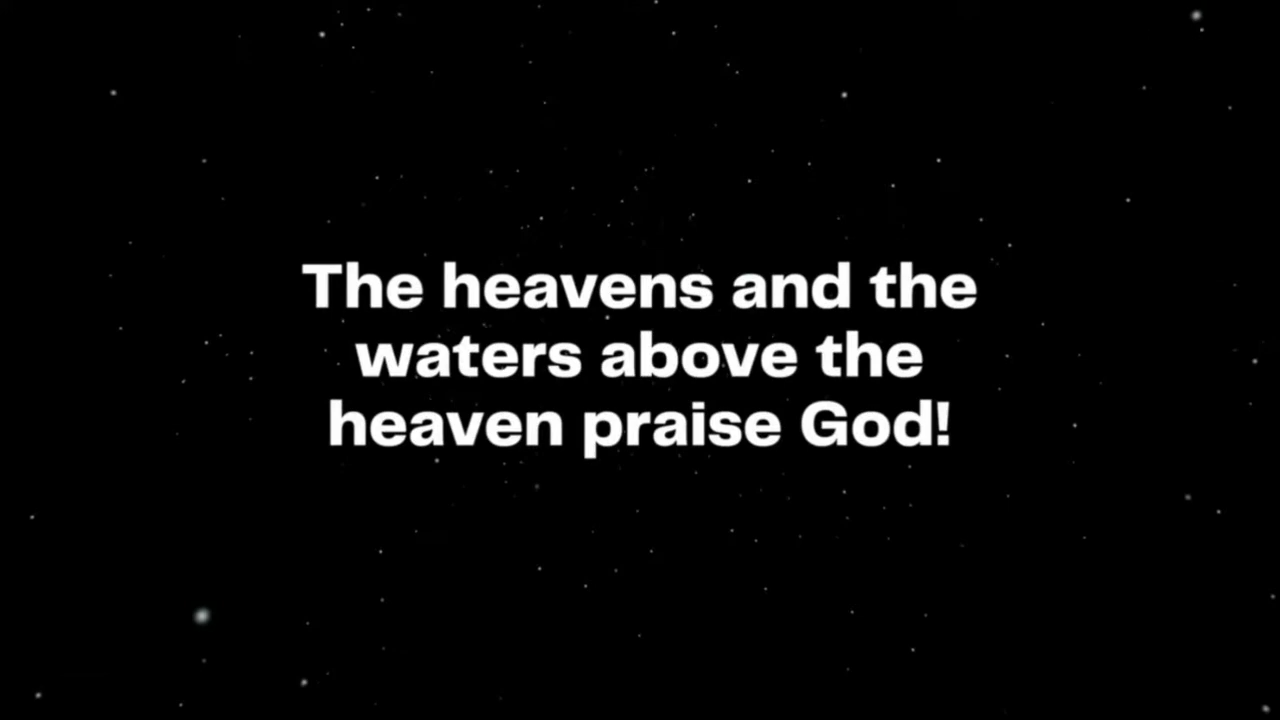 The heavens and the
waters above the
heaven praise God!